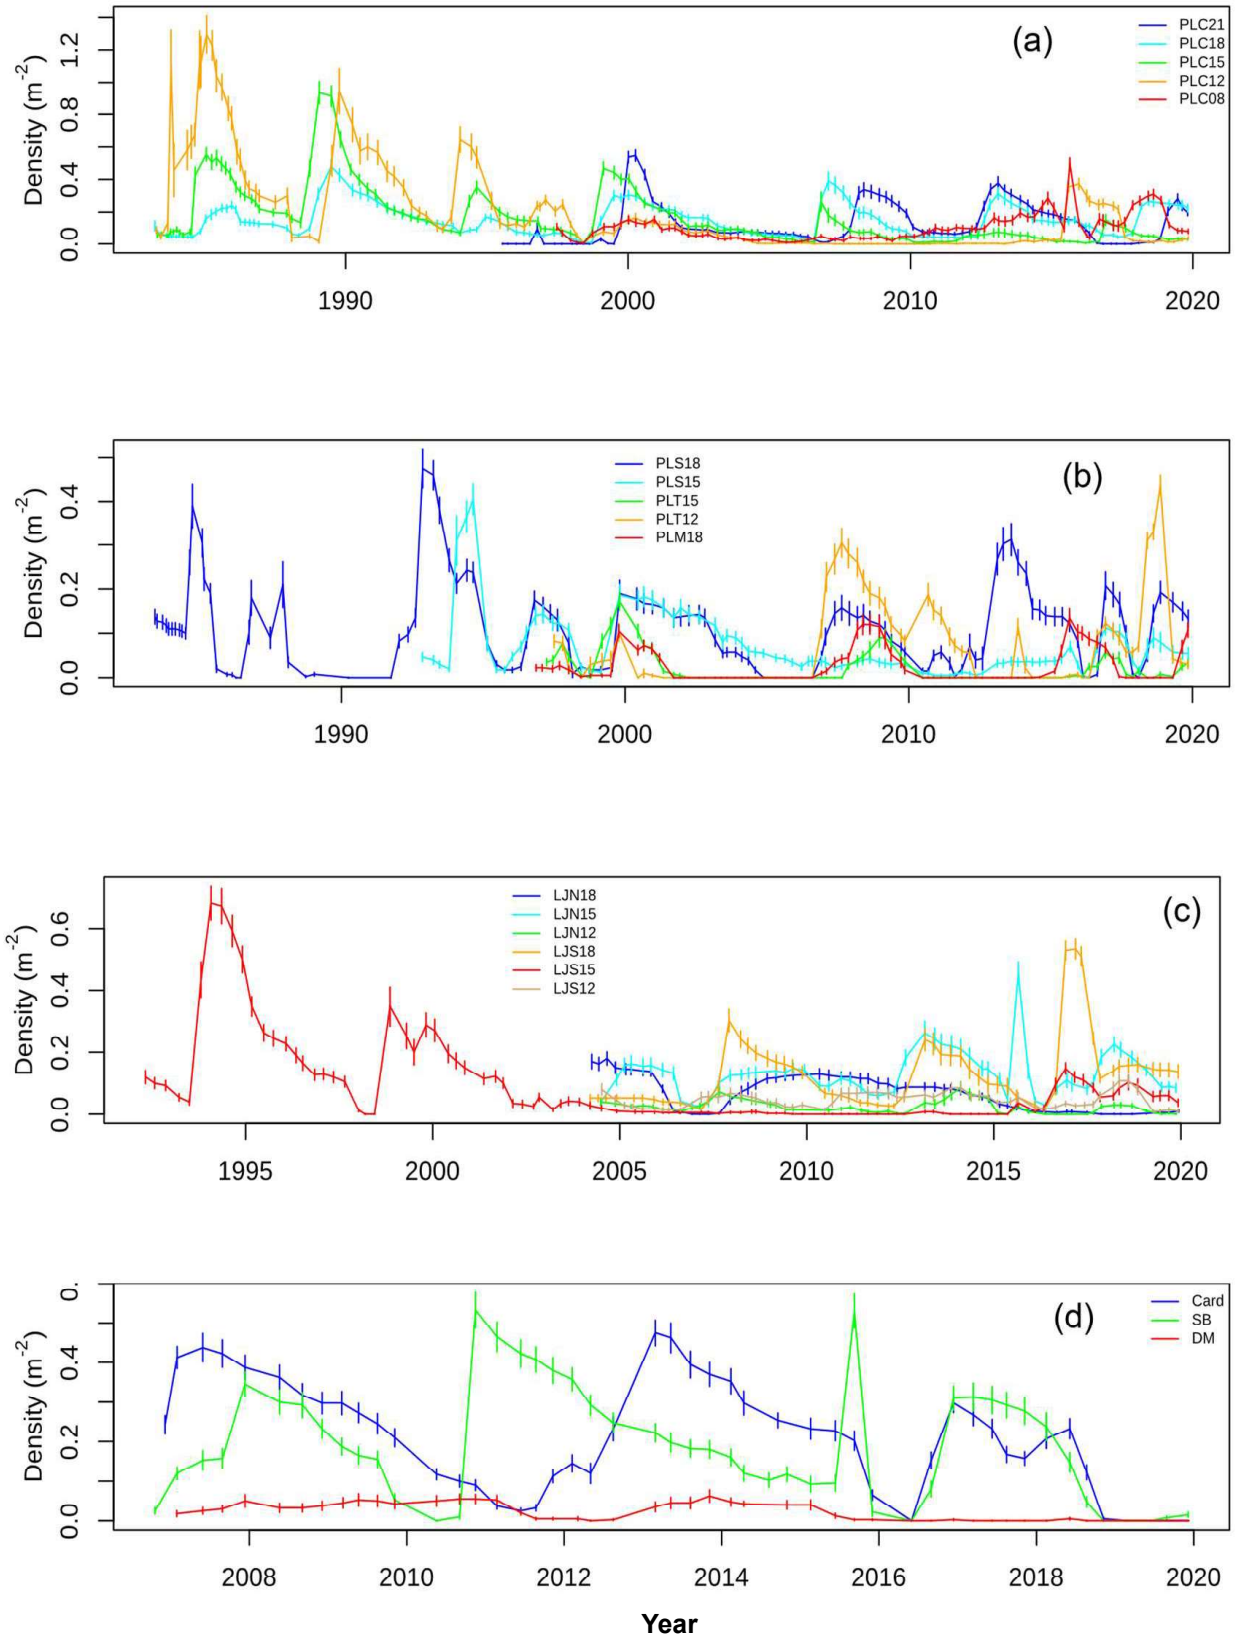 (a)
PLC21
PLC18
PLC15
PLC12
PLC08
Density (m⁻²)
0.0 0.4 0.8 1.2
1990 2000 2010 2020
(b)
PLS18
PLS15
PLT15
PLT12
PLM18
Density (m⁻²)
0.0 0.2 0.4
1990 2000 2010 2020
(c)
LJN18
LJN15
LJN12
LJS18
LJS15
LJS12
Density (m⁻²)
0.0 0.2 0.4 0.6
1995 2000 2005 2010 2015 2020
(d)
Card
SB
DM
Density (m⁻²)
0.0 0.2 0.4 0.
2008 2010 2012 2014 2016 2018 2020
Year